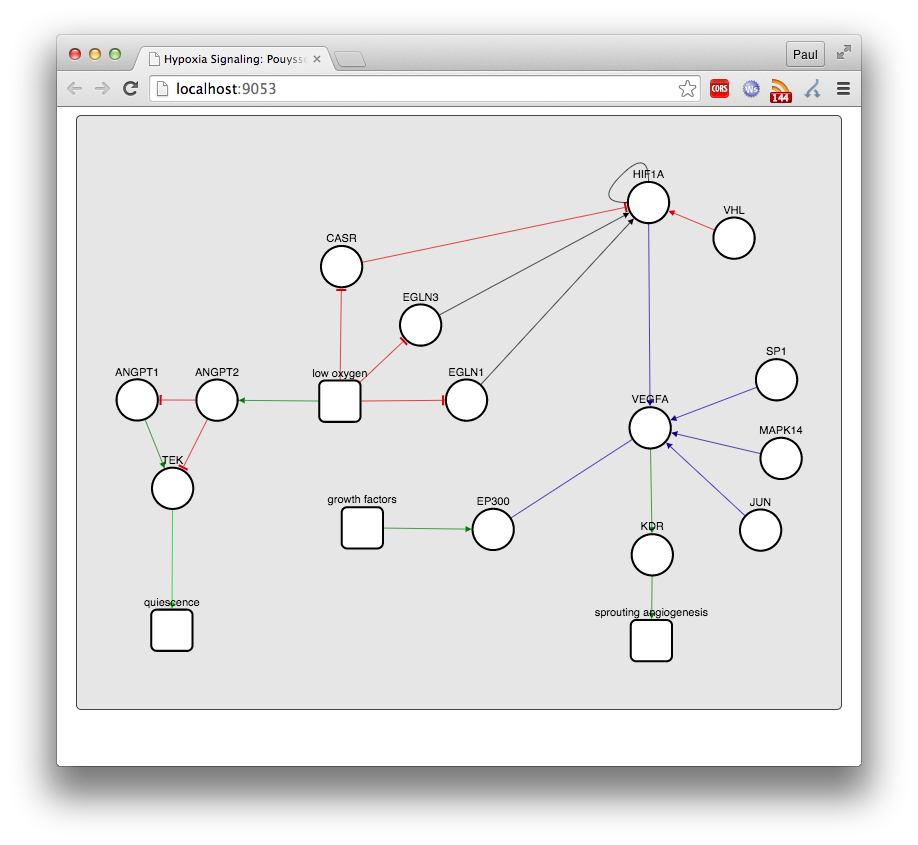 Hypoxia Signaling: Pouyss
Paul
localhost:9053
CORS
Ws
144
HIF1A
VHL
CASR
EGLN3
SP1
ANGPT1
ANGPT2
low oxygen
EGLN1
VEGFA
MAPK14
TEK
growth factors
EP300
JUN
KDR
quiescence
sprouting angiogenesis